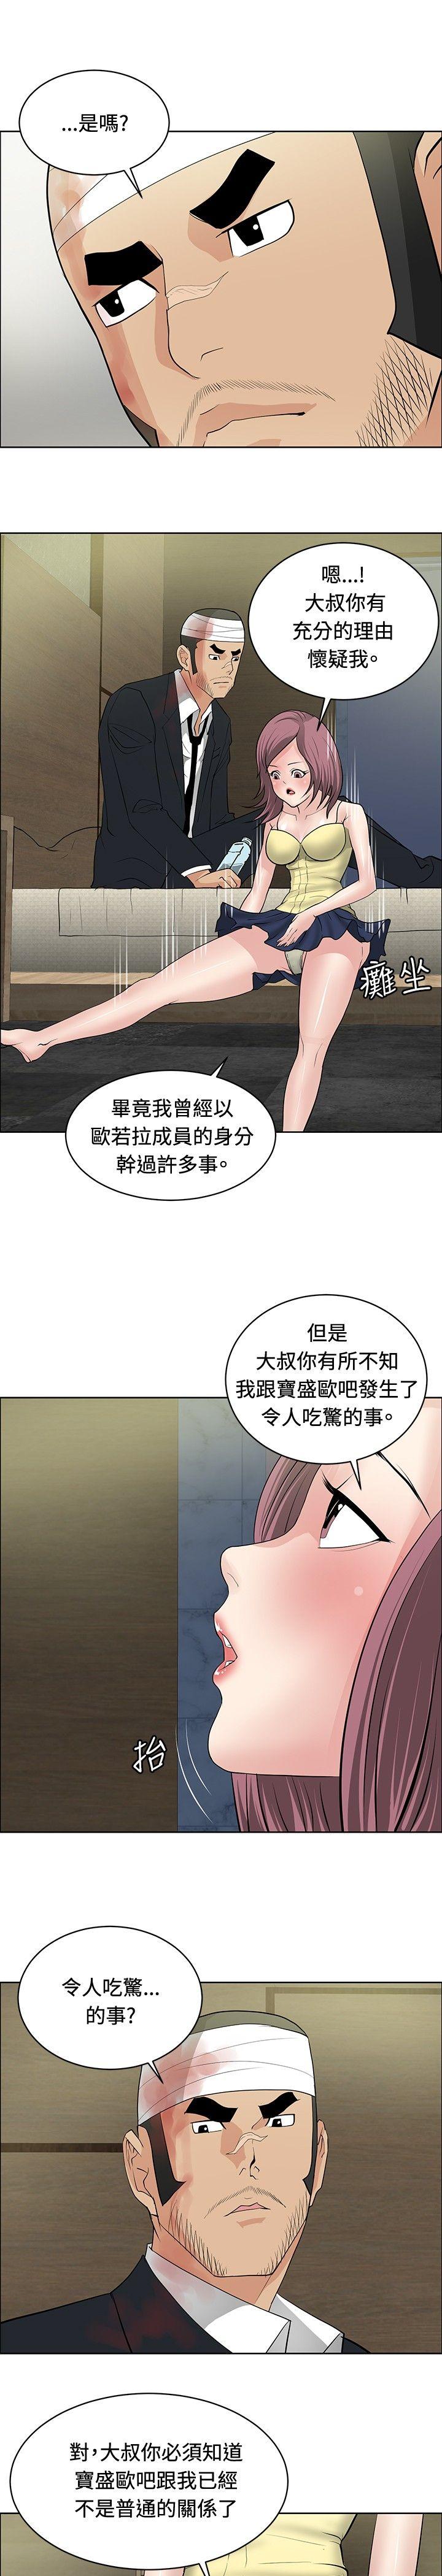 ...是嗎?
嗯...!
大叔你有
充分的理由
懷疑我。
癱坐
畢竟我曾經以
歐若拉成員的身分
幹過許多事。
但是
大叔你有所不知
我跟寶盛歐吧發生了
令人吃驚的事。
抬
令人吃驚...
的事?
對,大叔你必須知道
寶盛歐吧跟我已經
不是普通的關係了